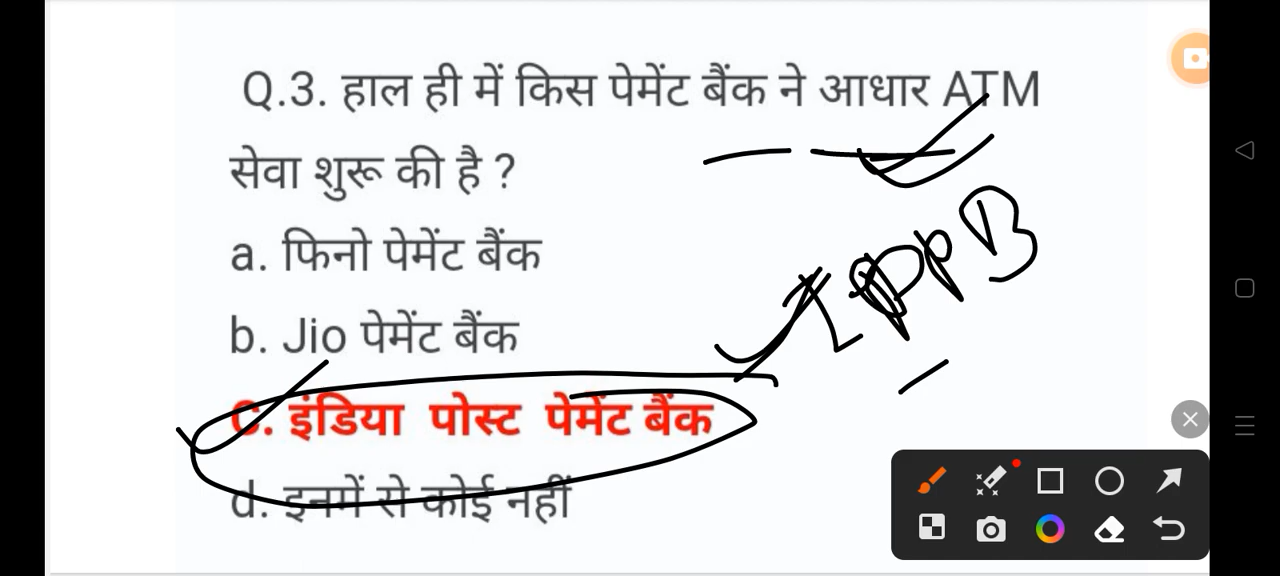 Q.3. हाल ही में किस पेमेंट बैंक ने आधार ATM
सेवा शुरू की है ?
a. फिनो पेमेंट बैंक
b. Jio पेमेंट बैंक
IPPB
C. इंडिया पोस्ट पेमेंट बैंक
d. इनमें से कोई नहीं